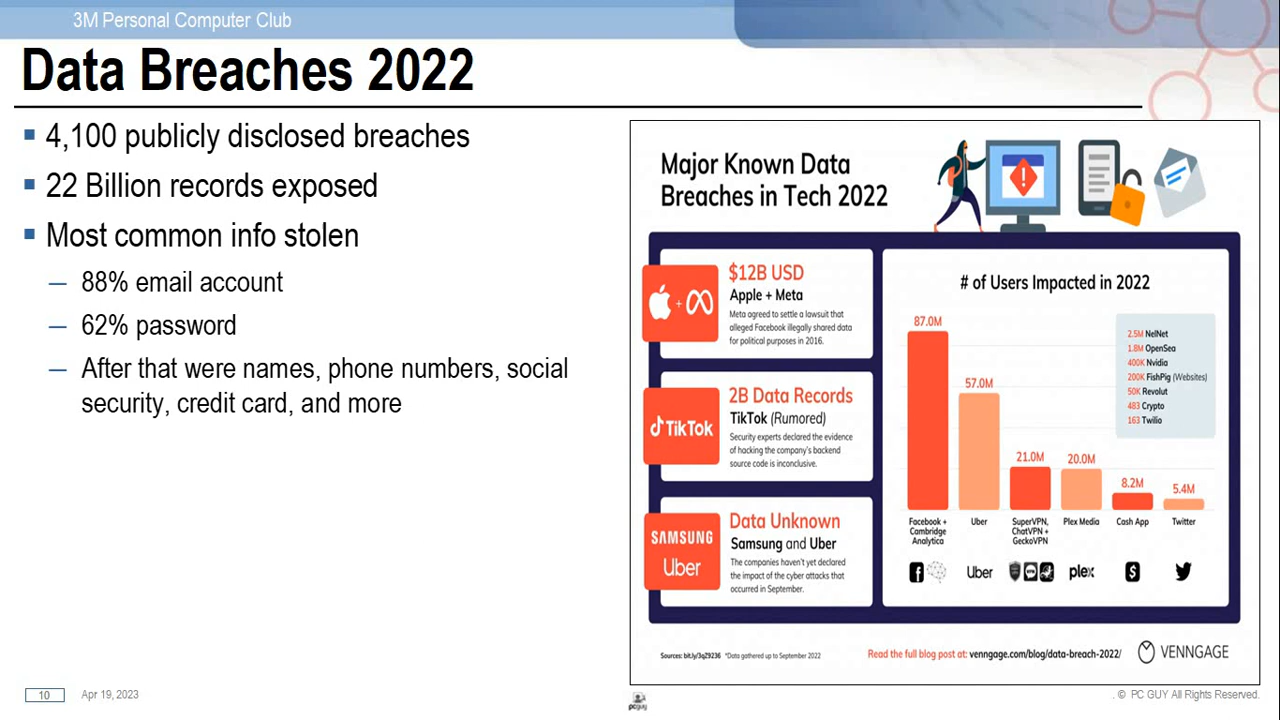 3M Personal Computer Club
Data Breaches 2022
▪ 4,100 publicly disclosed breaches
▪ 22 Billion records exposed
▪ Most common info stolen
— 88% email account
— 62% password
— After that were names, phone numbers, social
security, credit card, and more
Major Known Data
Breaches in Tech 2022
$12B USD
Apple + Meta
Meta agreed to settle a lawsuit that
alleged Facebook illegally shared data
for political purposes in 2016.
TikTok
2B Data Records
TikTok (Rumored)
Security experts declared the evidence
of hacking the company's backend
source code is inconclusive.
SAMSUNG
Uber
Data Unknown
Samsung and Uber
The companies haven't yet declared
the impact of the cyber attacks that
occurred in September.
# of Users Impacted in 2022
87.0M
57.0M
21.0M
20.0M
8.2M
5.4M
2.5M NelNet
1.8M OpenSea
400K Nvidia
200K FishPig (Websites)
50K Revolut
483 Crypto
163 Twilio
Facebook +
Cambridge
Analytica
Uber
SuperVPN,
ChatVPN +
GeckoVPN
Plex Media
Cash App
Twitter
Uber
plex
Sources: bit.ly/3qZ9236 *Data gathered up to September 2022
Read the full blog post at: venngage.com/blog/data-breach-2022/
VENNGAGE
10
Apr 19, 2023
pcguy
. © PC GUY All Rights Reserved.